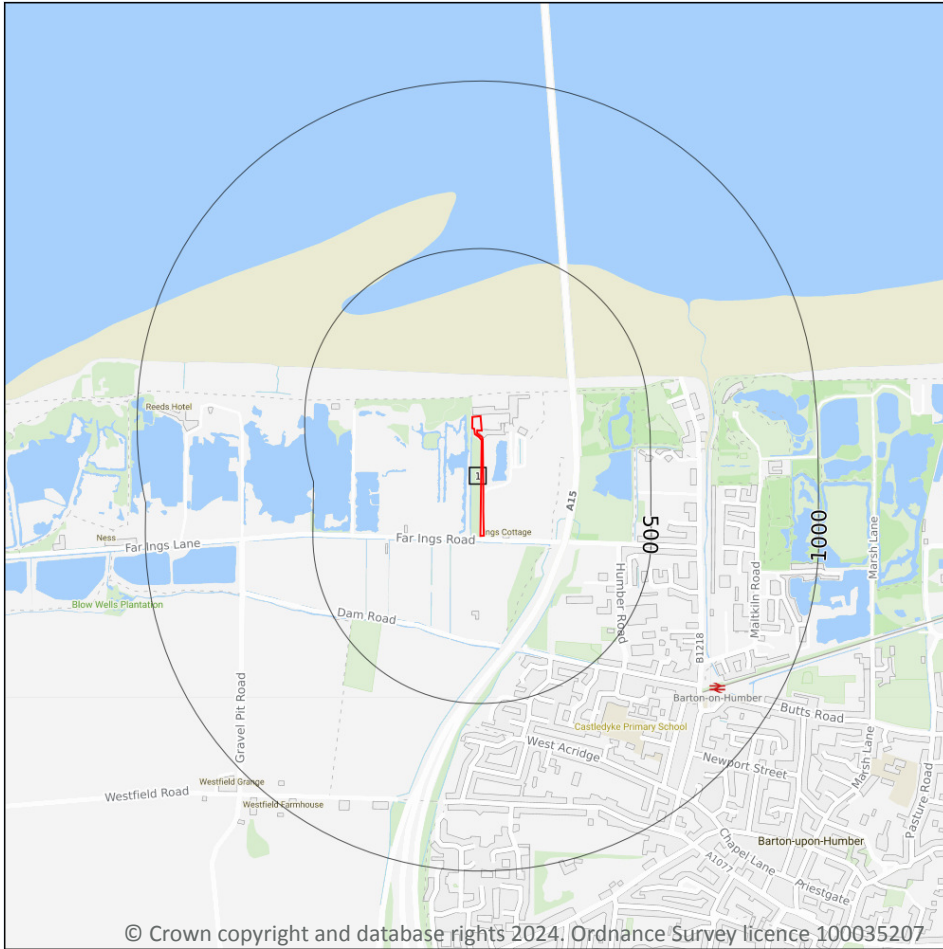 Reeds Hotel
A15
1
ings Cottage
500
1000
Marsh Lane
Ness
Far Ings Lane
Far Ings Road
Blow Wells Plantation
Dam Road
Humber Road
B1218
Maltkiln Road
Gravel Pit Road
Barton-on-Humber
Butts Road
Castledyke Primary School
West Acridge
Newport Street
Marsh Lane
Pasture Road
Westfield Grange
Westfield Road
Westfield Farmhouse
Barton-upon-Humber
Chapel Lane
A1077
Priestgate
© Crown copyright and database rights 2024. Ordnance Survey licence 100035207